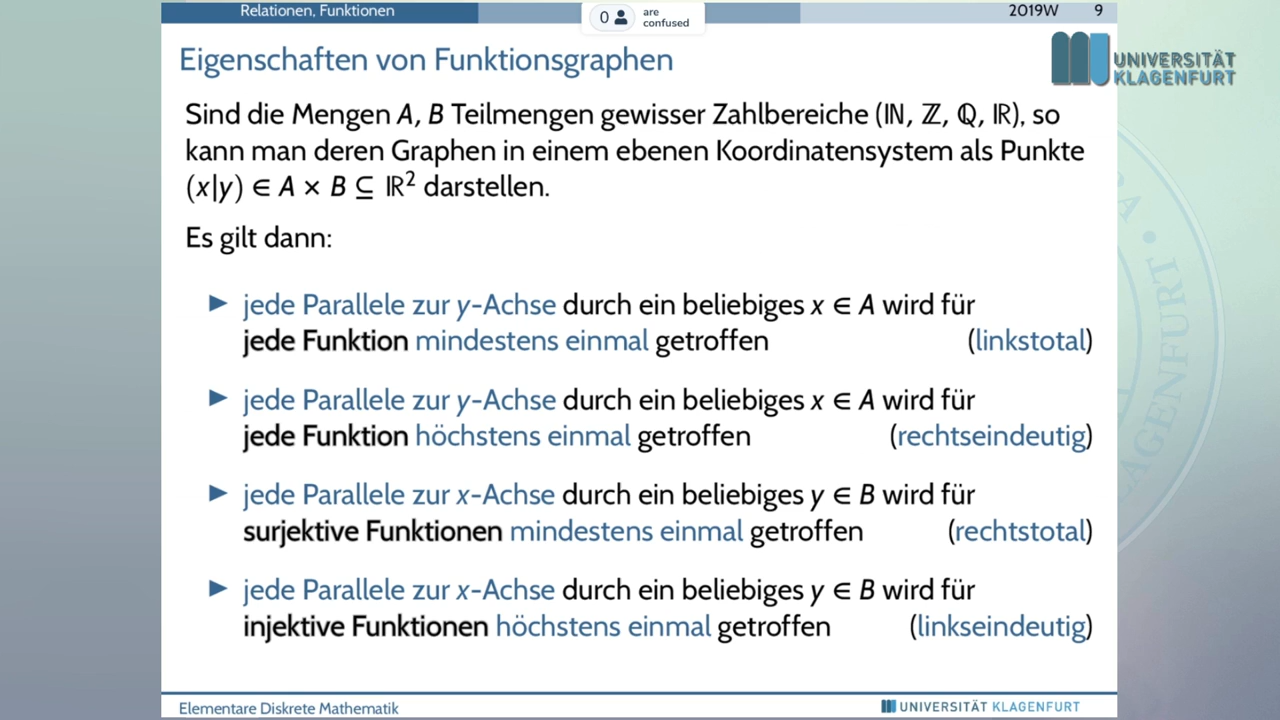 Relationen, Funktionen
0 are confused
2019W 9
Eigenschaften von Funktionsgraphen
UNIVERSITÄT
KLAGENFURT
Sind die Mengen A, B Teilmengen gewisser Zahlbereiche (ℕ, ℤ, ℚ, ℝ), so
kann man deren Graphen in einem ebenen Koordinatensystem als Punkte
(x|y) ∈ A × B ⊆ ℝ² darstellen.
Es gilt dann:
▶ jede Parallele zur y-Achse durch ein beliebiges x ∈ A wird für
jede Funktion mindestens einmal getroffen (linkstotal)
▶ jede Parallele zur y-Achse durch ein beliebiges x ∈ A wird für
jede Funktion höchstens einmal getroffen (rechtseindeutig)
▶ jede Parallele zur x-Achse durch ein beliebiges y ∈ B wird für
surjektive Funktionen mindestens einmal getroffen (rechtstotal)
▶ jede Parallele zur x-Achse durch ein beliebiges y ∈ B wird für
injektive Funktionen höchstens einmal getroffen (linkseindeutig)
Elementare Diskrete Mathematik
UNIVERSITÄT KLAGENFURT
KLAGENFURT